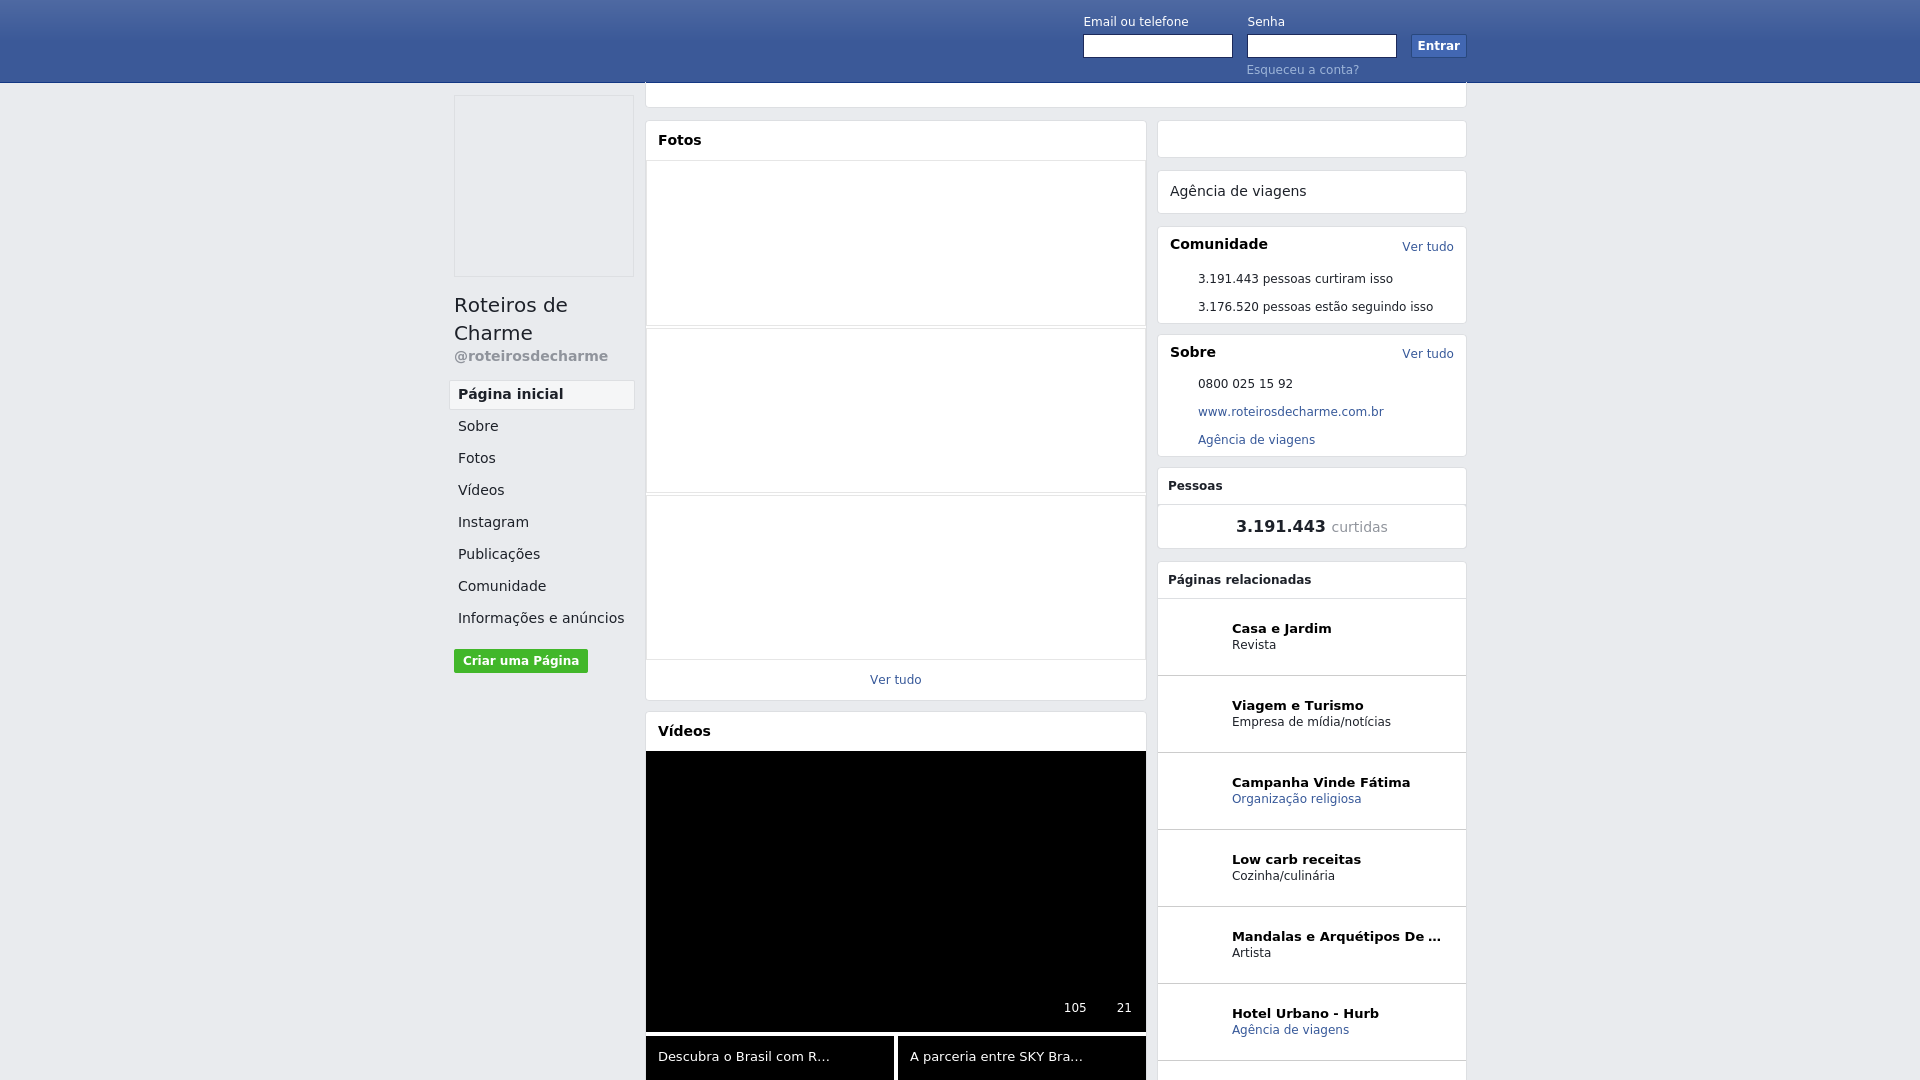 Email ou telefone
Senha
Entrar
Esqueceu a conta?
Roteiros de
Charme
@roteirosdecharme
Página inicial
Sobre
Fotos
Vídeos
Instagram
Publicações
Comunidade
Informações e anúncios
Criar uma Página
Fotos
Ver tudo
Vídeos
105 21
Descubra o Brasil com R...
A parceria entre SKY Bra...
Agência de viagens
Comunidade
Ver tudo
3.191.443 pessoas curtiram isso
3.176.520 pessoas estão seguindo isso
Sobre
Ver tudo
0800 025 15 92
www.roteirosdecharme.com.br
Agência de viagens
Pessoas
3.191.443 curtidas
Páginas relacionadas
Casa e Jardim
Revista
Viagem e Turismo
Empresa de mídia/notícias
Campanha Vinde Fátima
Organização religiosa
Low carb receitas
Cozinha/culinária
Mandalas e Arquétipos De ...
Artista
Hotel Urbano - Hurb
Agência de viagens